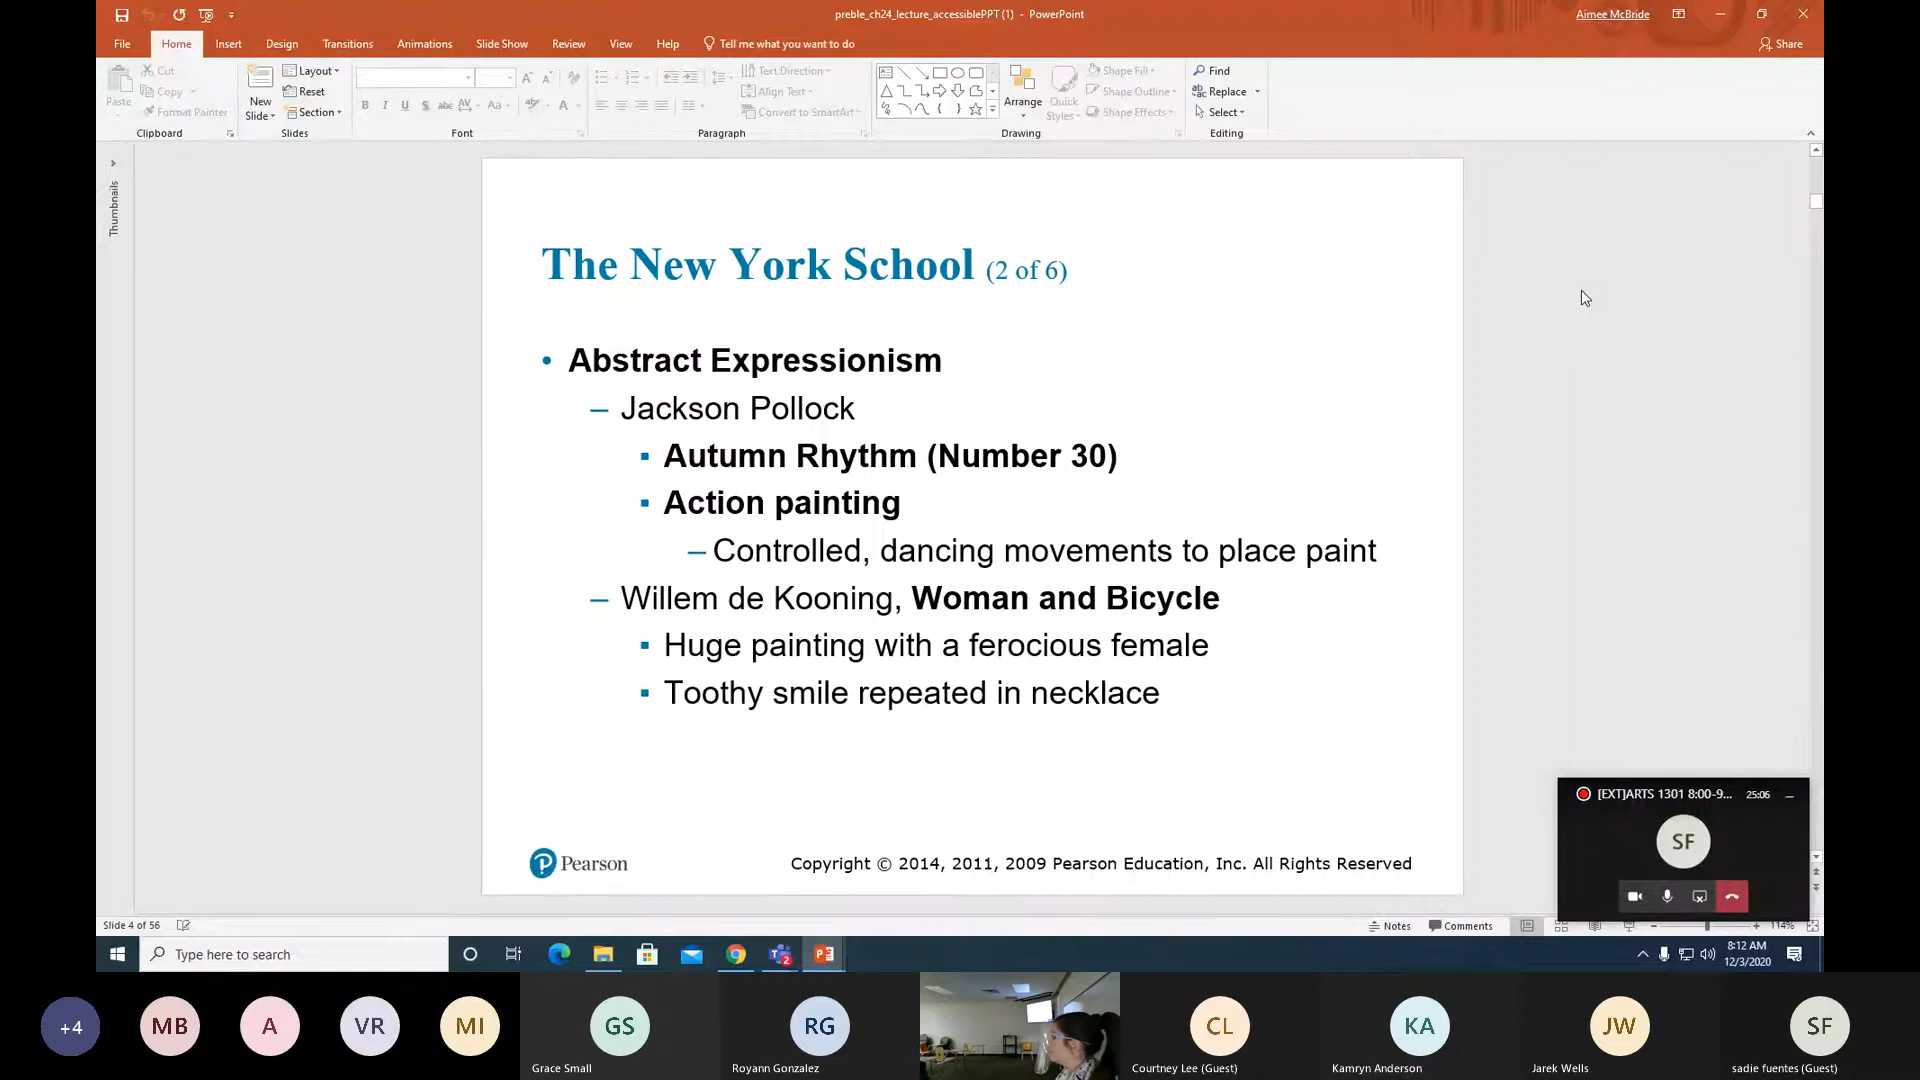 preble_ch24_lecture_accessiblePPT (1) - PowerPoint
Aimee McBride
File Home Insert Design Transitions Animations Slide Show Review View Help Tell me what you want to do
Share
Paste
Cut
Copy
Format Painter
Clipboard
New Slide
Layout
Reset
Section
Slides
B I U S abc AV Aa A
Font
Text Direction
Align Text
Convert to SmartArt
Paragraph
Arrange
Quick Styles
Shape Fill
Shape Outline
Shape Effects
Drawing
Find
Replace
Select
Editing
Thumbnails
The New York School (2 of 6)
• Abstract Expressionism
– Jackson Pollock
▪ Autumn Rhythm (Number 30)
▪ Action painting
– Controlled, dancing movements to place paint
– Willem de Kooning, Woman and Bicycle
▪ Huge painting with a ferocious female
▪ Toothy smile repeated in necklace
Pearson
Copyright © 2014, 2011, 2009 Pearson Education, Inc. All Rights Reserved
[EXT]ARTS 1301 8:00-9... 25:06
SF
Slide 4 of 56
Notes Comments 114%
Type here to search
2
8:12 AM
12/3/2020
+4 MB A VR MI GS RG CL KA JW SF
Grace Small Royann Gonzalez Courtney Lee (Guest) Kamryn Anderson Jarek Wells sadie fuentes (Guest)